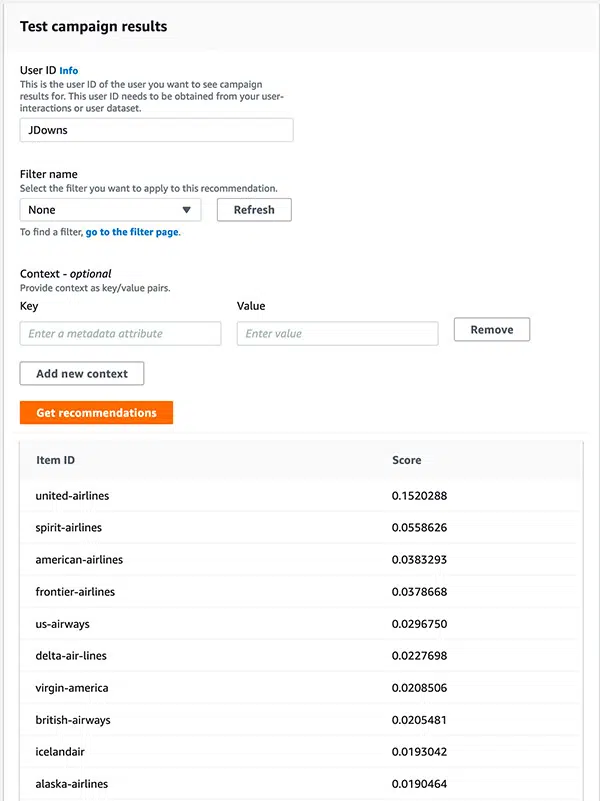 Test campaign results
User ID Info
This is the user ID of the user you want to see campaign
results for. This user ID needs to be obtained from your user-
interactions or user dataset.
JDowns
Filter name
Select the filter you want to apply to this recommendation.
None Refresh
To find a filter, go to the filter page.
Context - optional
Provide context as key/value pairs.
Key Value
Enter a metadata attribute Enter value Remove
Add new context
Get recommendations
Item ID Score
united-airlines 0.1520288
spirit-airlines 0.0558626
american-airlines 0.0383293
frontier-airlines 0.0378668
us-airways 0.0296750
delta-air-lines 0.0227698
virgin-america 0.0208506
british-airways 0.0205481
icelandair 0.0193042
alaska-airlines 0.0190464